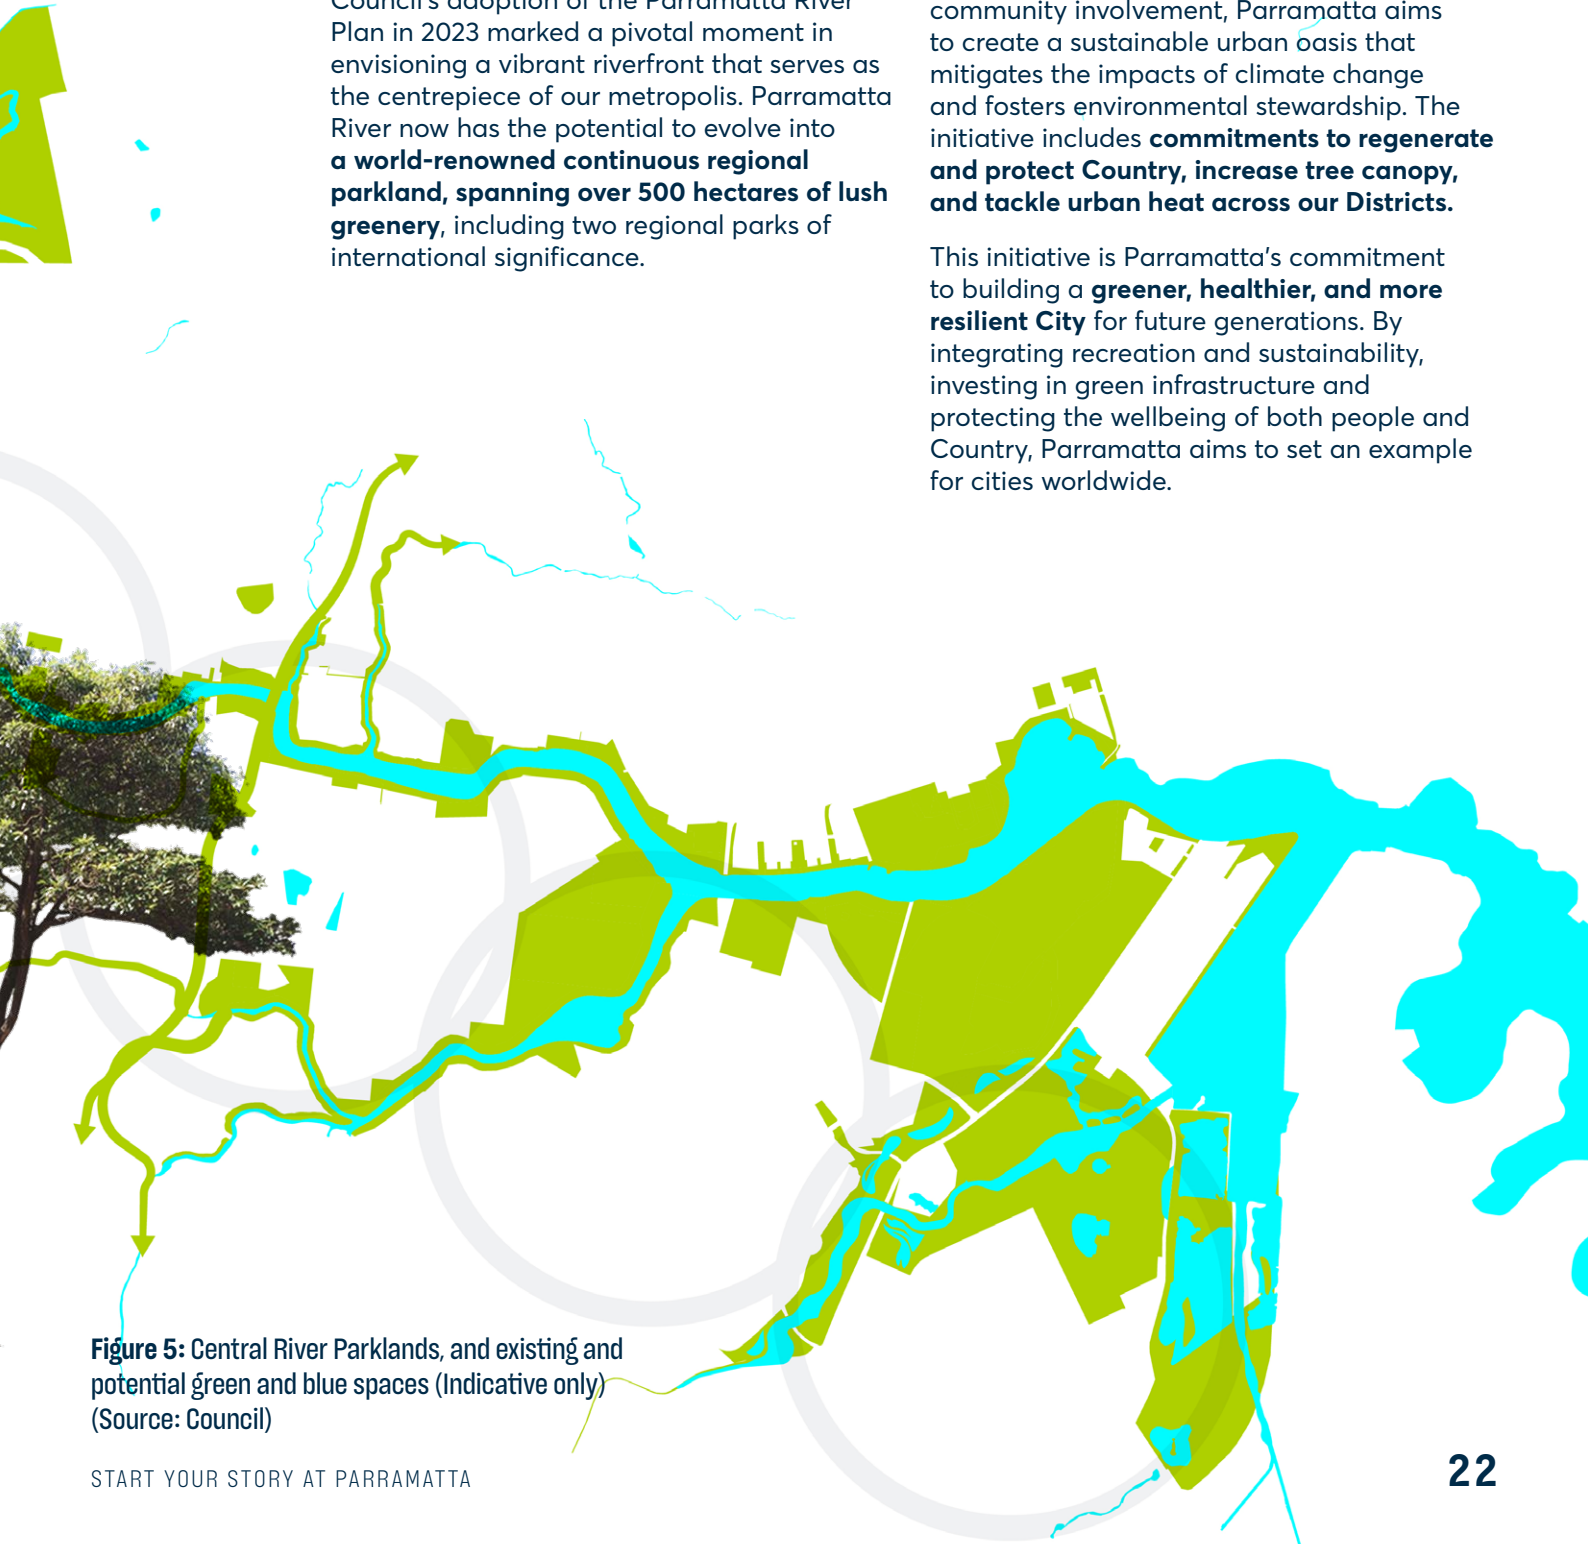 Council's adoption of the Parramatta River
Plan in 2023 marked a pivotal moment in
envisioning a vibrant riverfront that serves as
the centrepiece of our metropolis. Parramatta
River now has the potential to evolve into
a world-renowned continuous regional
parkland, spanning over 500 hectares of lush
greenery, including two regional parks of
international significance.
community involvement, Parramatta aims
to create a sustainable urban oasis that
mitigates the impacts of climate change
and fosters environmental stewardship. The
initiative includes commitments to regenerate
and protect Country, increase tree canopy,
and tackle urban heat across our Districts.
This initiative is Parramatta's commitment
to building a greener, healthier, and more
resilient City for future generations. By
integrating recreation and sustainability,
investing in green infrastructure and
protecting the wellbeing of both people and
Country, Parramatta aims to set an example
for cities worldwide.
Figure 5: Central River Parklands, and existing and
potential green and blue spaces (Indicative only)
(Source: Council)
START YOUR STORY AT PARRAMATTA
22